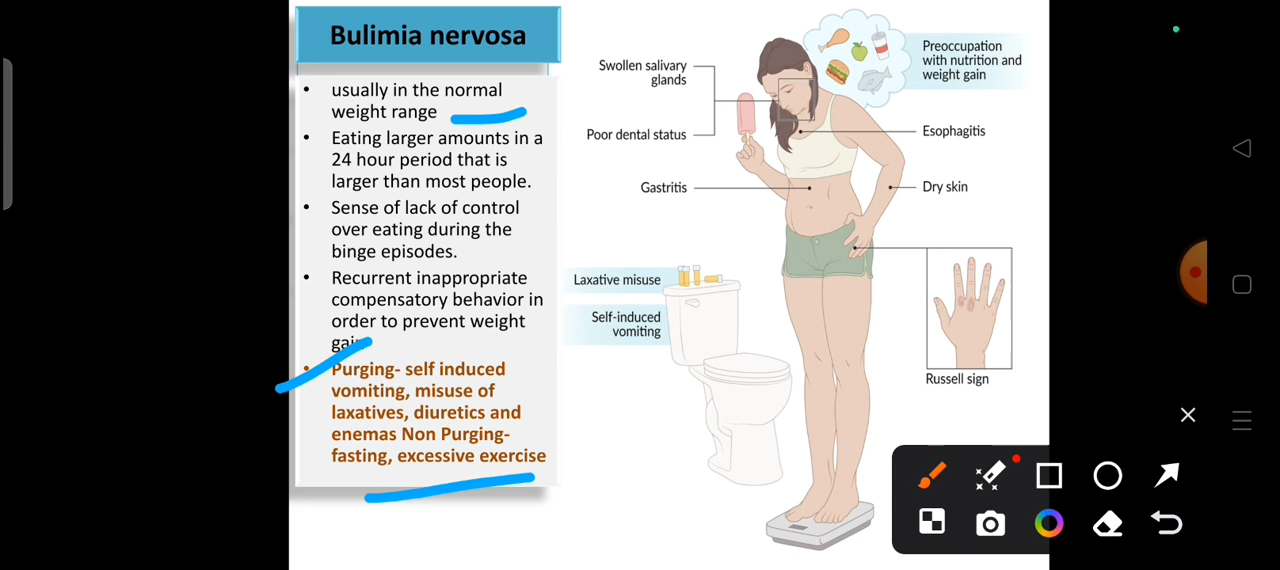 Bulimia nervosa
• usually in the normal
weight range
• Eating larger amounts in a
24 hour period that is
larger than most people.
• Sense of lack of control
over eating during the
binge episodes.
• Recurrent inappropriate
compensatory behavior in
order to prevent weight
gain
• Purging- self induced
vomiting, misuse of
laxatives, diuretics and
enemas Non Purging-
fasting, excessive exercise
Swollen salivary
glands
Poor dental status
Gastritis
Laxative misuse
Self-induced
vomiting
Preoccupation
with nutrition and
weight gain
Esophagitis
Dry skin
Russell sign